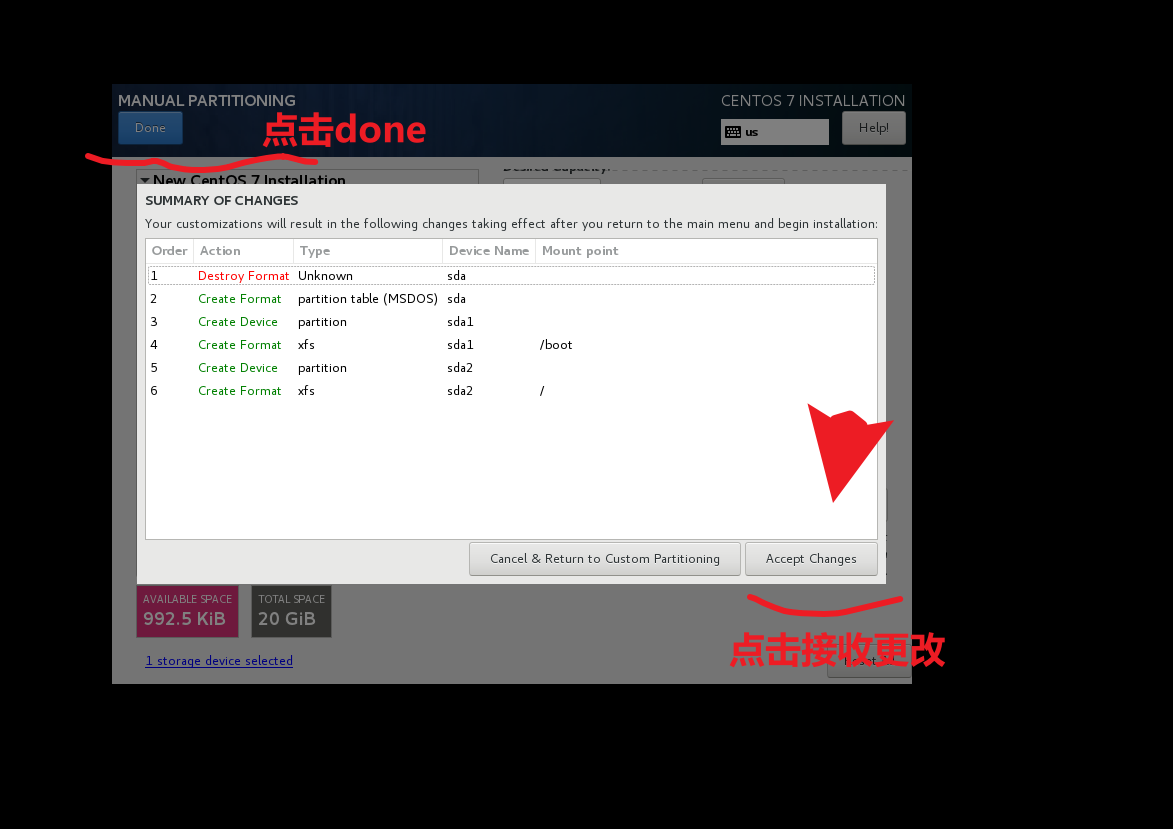 MANUAL PARTITIONING
CENTOS 7 INSTALLATION
Done
点击done
us
Help!
New CentOS 7 Installation
Desired Capacity:
SUMMARY OF CHANGES
Your customizations will result in the following changes taking effect after you return to the main menu and begin installation:
Order Action Type Device Name Mount point
1 Destroy Format Unknown sda
2 Create Format partition table (MSDOS) sda
3 Create Device partition sda1
4 Create Format xfs sda1 /boot
5 Create Device partition sda2
6 Create Format xfs sda2 /
Cancel & Return to Custom Partitioning
Accept Changes
AVAILABLE SPACE
992.5 KiB
TOTAL SPACE
20 GiB
点击接收更改
1 storage device selected